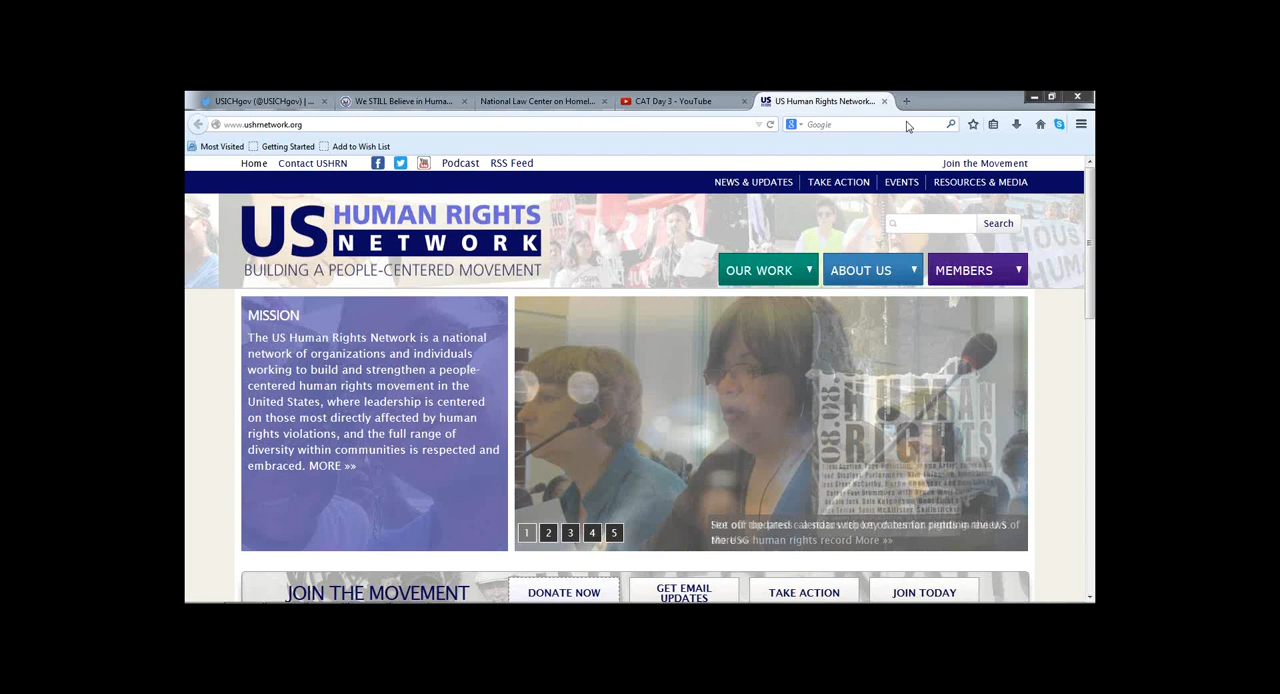 USICHgov (@USICHgov) | ...
We STILL Believe in Huma...
National Law Center on Homel...
CAT Day 3 - YouTube
US Human Rights Network...
www.ushrnetwork.org
Google
Most Visited
Getting Started
Add to Wish List
Home
Contact USHRN
Podcast
RSS Feed
Join the Movement
NEWS & UPDATES
TAKE ACTION
EVENTS
RESOURCES & MEDIA
US HUMAN RIGHTS
NETWORK
BUILDING A PEOPLE-CENTERED MOVEMENT
Search
OUR WORK
ABOUT US
MEMBERS
MISSION
The US Human Rights Network is a national
network of organizations and individuals
working to build and strengthen a people-
centered human rights movement in the
United States, where leadership is centered
on those most directly affected by human
rights violations, and the full range of
diversity within communities is respected and
embraced. MORE »»
08.08
HUMAN
RIGHTS
1 2 3 4 5
human rights record More »»
JOIN THE MOVEMENT
DONATE NOW
GET EMAIL
UPDATES
TAKE ACTION
JOIN TODAY